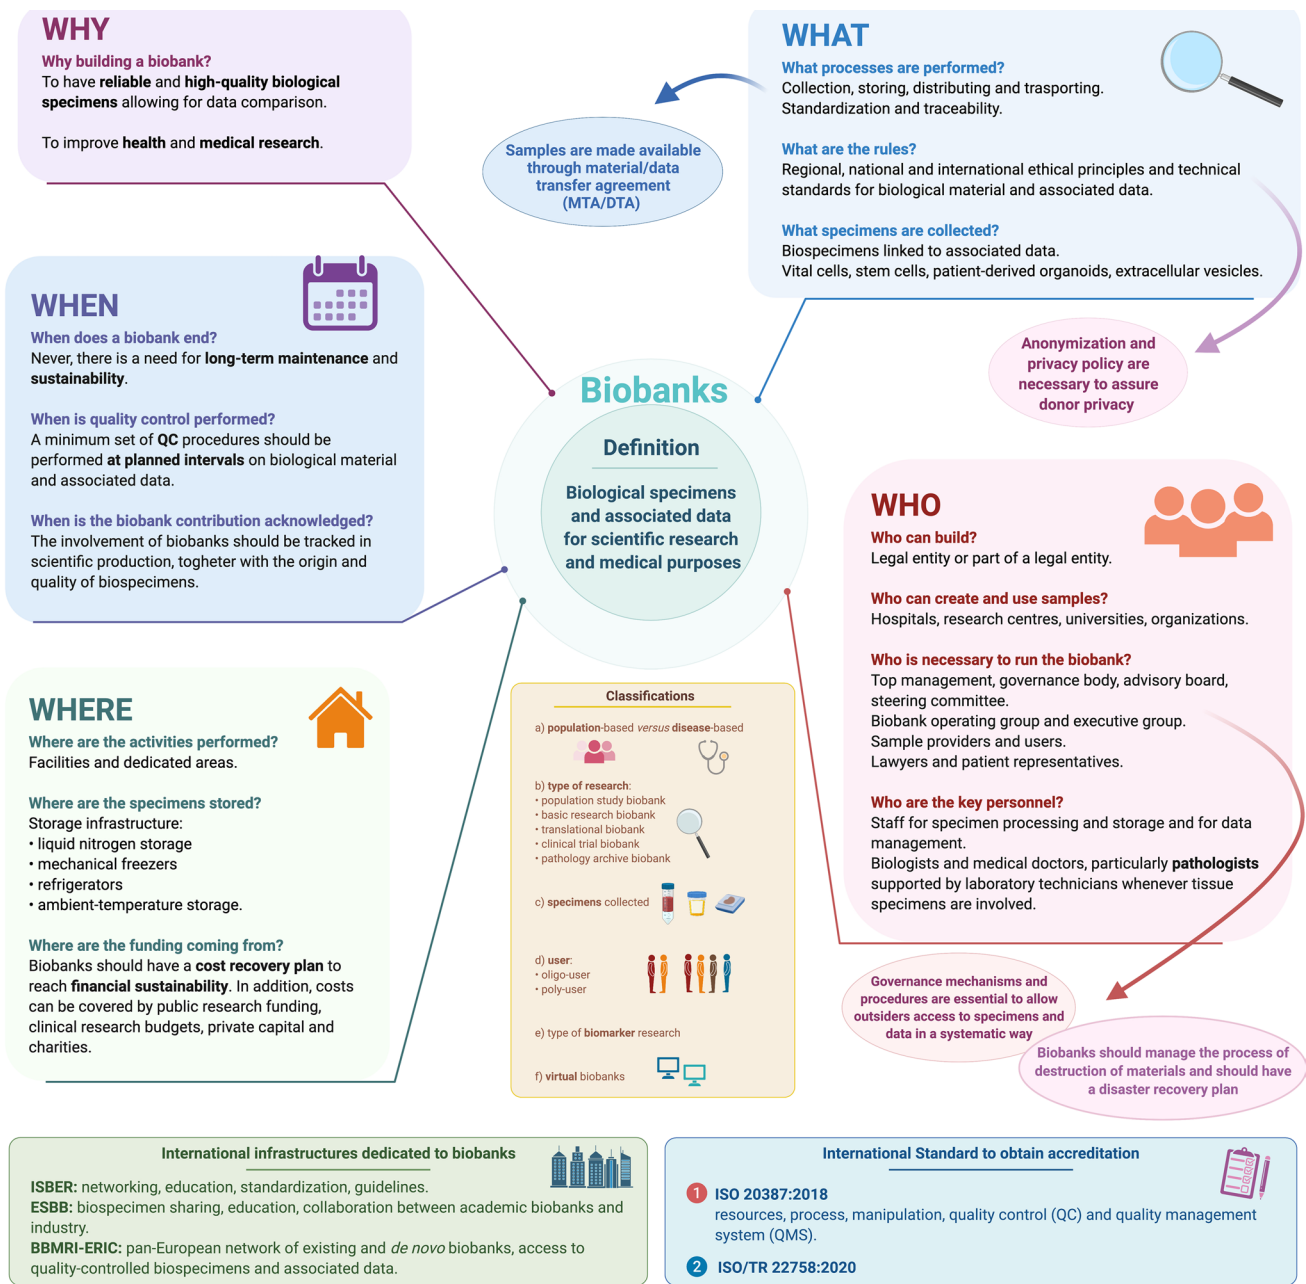 WHY
Why building a biobank?
To have reliable and high-quality biological
specimens allowing for data comparison.
To improve health and medical research.
WHAT
What processes are performed?
Collection, storing, distributing and trasporting.
Standardization and traceability.
What are the rules?
Regional, national and international ethical principles and technical
standards for biological material and associated data.
What specimens are collected?
Biospecimens linked to associated data.
Vital cells, stem cells, patient-derived organoids, extracellular vesicles.
Samples are made available
through material/data
transfer agreement
(MTA/DTA)
Anonymization and
privacy policy are
necessary to assure
donor privacy
WHEN
When does a biobank end?
Never, there is a need for long-term maintenance and
sustainability.
When is quality control performed?
A minimum set of QC procedures should be
performed at planned intervals on biological material
and associated data.
When is the biobank contribution acknowledged?
The involvement of biobanks should be tracked in
scientific production, togheter with the origin and
quality of biospecimens.
Biobanks
Definition
Biological specimens
and associated data
for scientific research
and medical purposes
WHO
Who can build?
Legal entity or part of a legal entity.
Who can create and use samples?
Hospitals, research centres, universities, organizations.
Who is necessary to run the biobank?
Top management, governance body, advisory board,
steering committee.
Biobank operating group and executive group.
Sample providers and users.
Lawyers and patient representatives.
Who are the key personnel?
Staff for specimen processing and storage and for data
management.
Biologists and medical doctors, particularly pathologists
supported by laboratory technicians whenever tissue
specimens are involved.
Governance mechanisms and
procedures are essential to allow
outsiders access to specimens and
data in a systematic way
Biobanks should manage the process of
destruction of materials and should have
a disaster recovery plan
WHERE
Where are the activities performed?
Facilities and dedicated areas.
Where are the specimens stored?
Storage infrastructure:
• liquid nitrogen storage
• mechanical freezers
• refrigerators
• ambient-temperature storage.
Where are the funding coming from?
Biobanks should have a cost recovery plan to
reach financial sustainability. In addition, costs
can be covered by public research funding,
clinical research budgets, private capital and
charities.
Classifications
a) population-based versus disease-based
b) type of research:
• population study biobank
• basic research biobank
• translational biobank
• clinical trial biobank
• pathology archive biobank
c) specimens collected
d) user:
• oligo-user
• poly-user
e) type of biomarker research
f) virtual biobanks
International infrastructures dedicated to biobanks
ISBER: networking, education, standardization, guidelines.
ESBB: biospecimen sharing, education, collaboration between academic biobanks and
industry.
BBMRI-ERIC: pan-European network of existing and de novo biobanks, access to
quality-controlled biospecimens and associated data.
International Standard to obtain accreditation
1 ISO 20387:2018
resources, process, manipulation, quality control (QC) and quality management
system (QMS).
2 ISO/TR 22758:2020